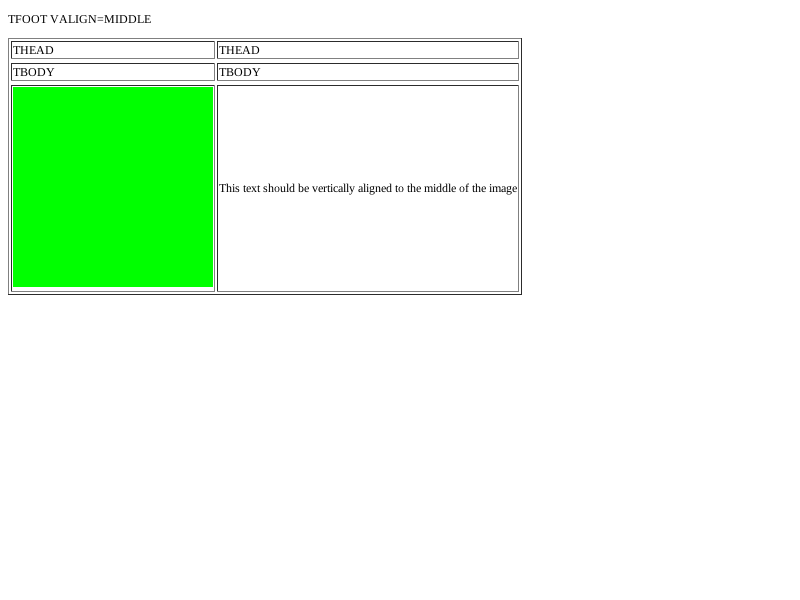 TFOOT VALIGN=MIDDLE
THEAD THEAD
TBODY TBODY
This text should be vertically aligned to the middle of the image